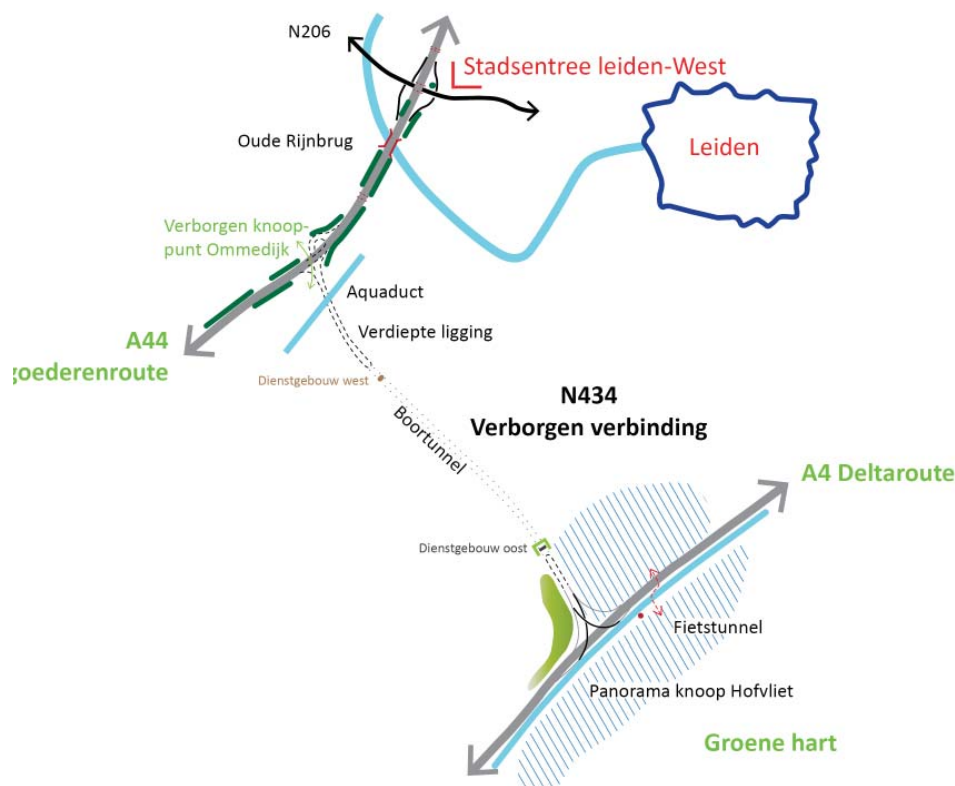 N206
Stadsentree leiden-West
Oude Rijnbrug
Leiden
Verborgen knoop-
punt Ommedijk
Aquaduct
A44
goederenroute
Verdiepte ligging
Dienstgebouw west
N434
Verborgen verbinding
Boortunnel
A4 Deltaroute
Dienstgebouw oost
Fietstunnel
Panorama knoop Hofvliet
Groene hart